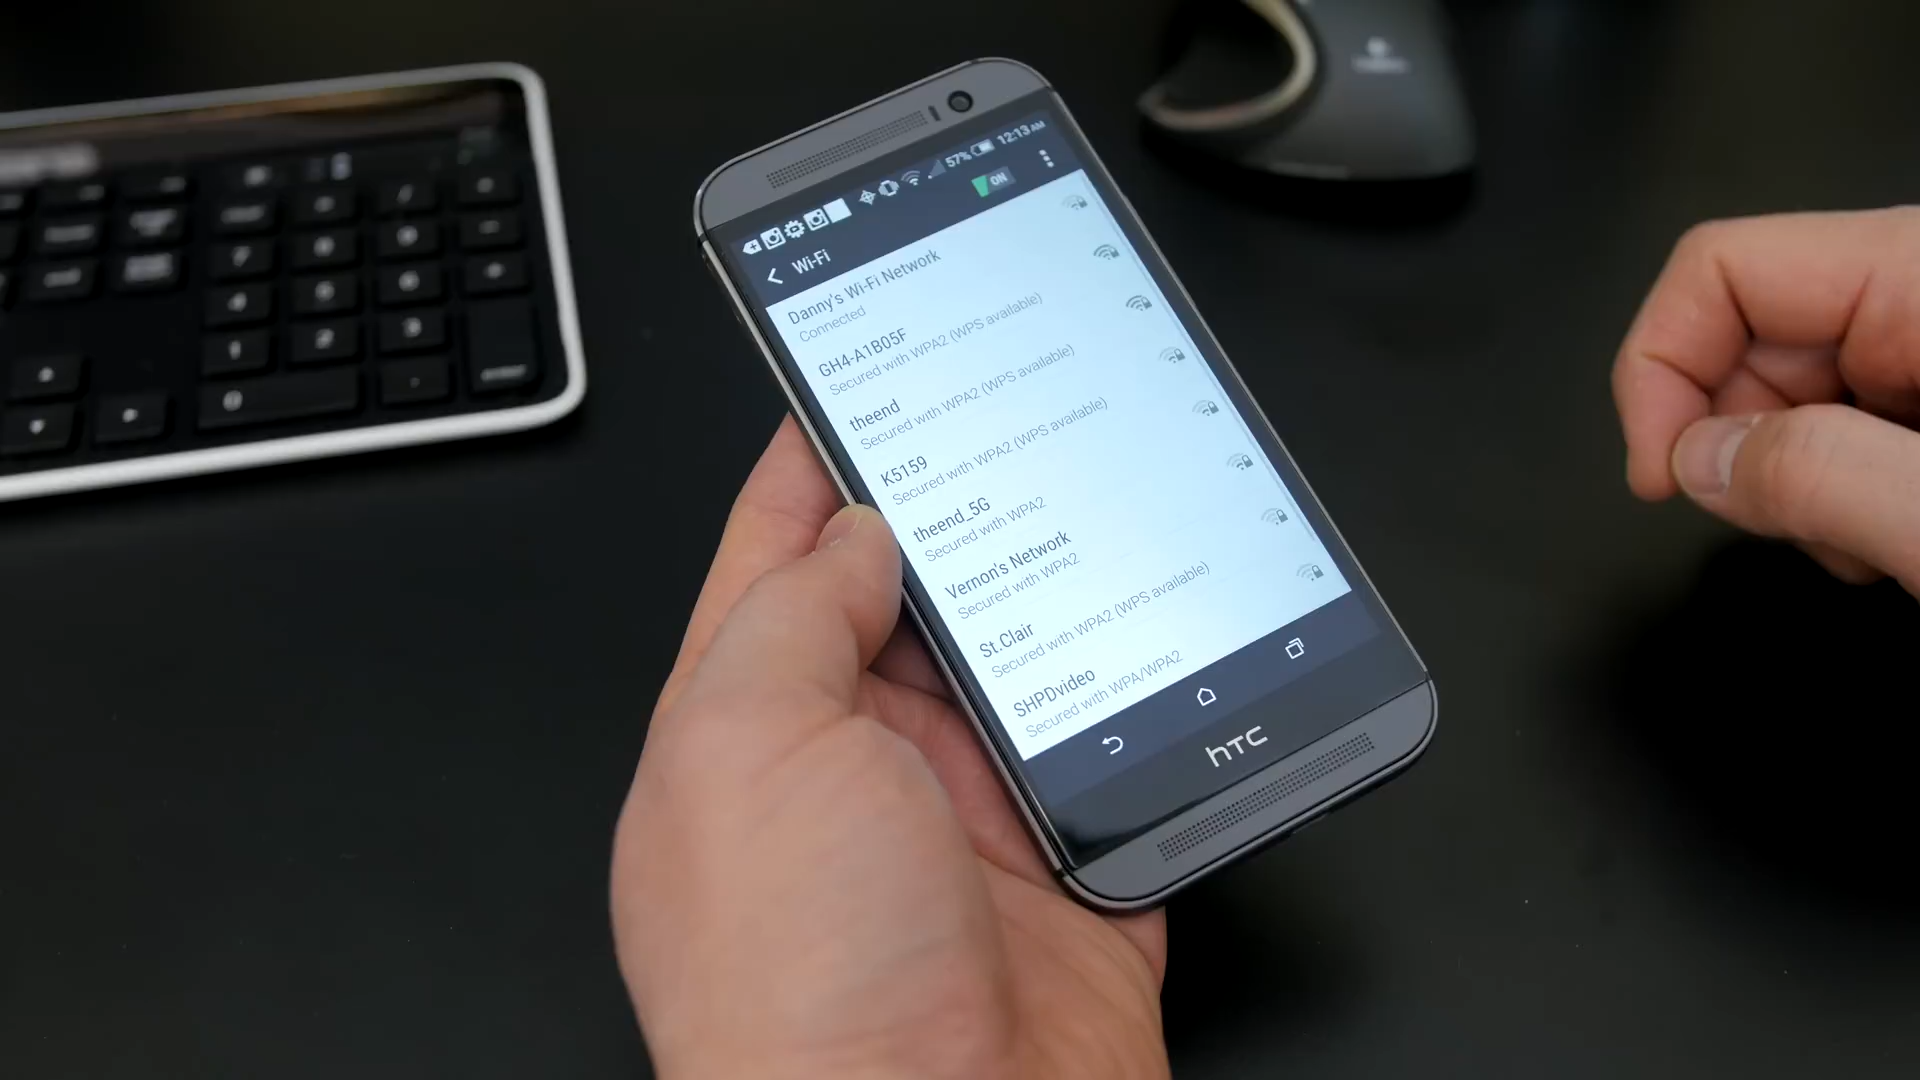 57% 12:13 AM
Wi-Fi ON
Danny's Wi-Fi Network
Connected
GH4-A1B05F
Secured with WPA2 (WPS available)
theend
Secured with WPA2 (WPS available)
K5159
Secured with WPA2 (WPS available)
theend_5G
Secured with WPA2
Vernon's Network
Secured with WPA2
St.Clair
Secured with WPA2 (WPS available)
SHPDvideo
Secured with WPA/WPA2
hTC